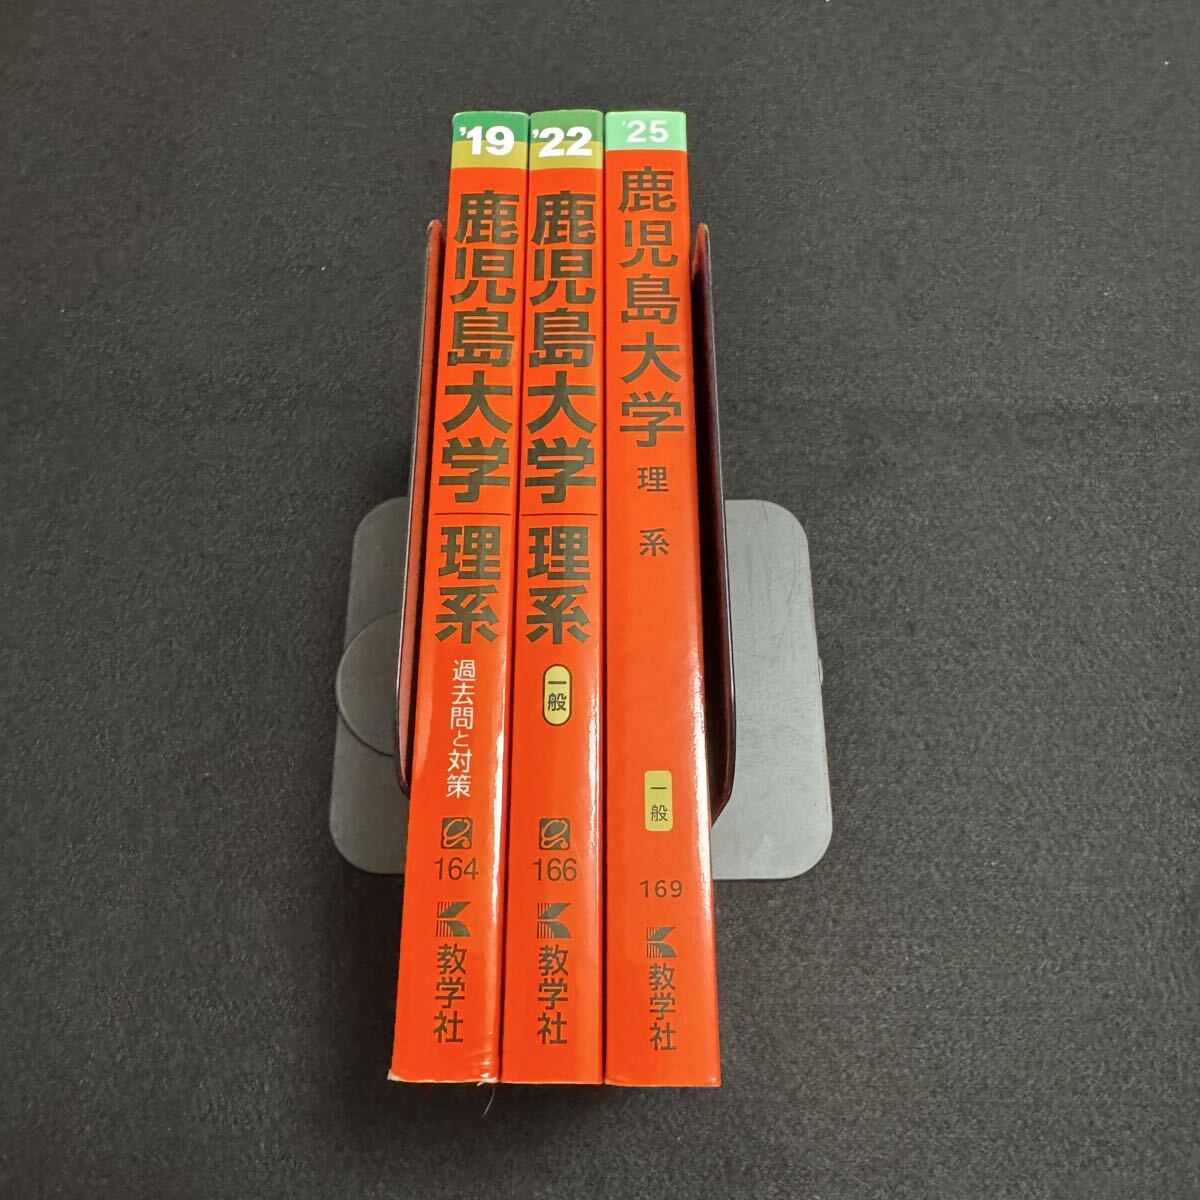 '19
鹿児島大学
理系
過去問と対策
164
教学社
'22
鹿児島大学
理系
一般
166
教学社
'25
鹿児島大学
理系
一般
169
教学社